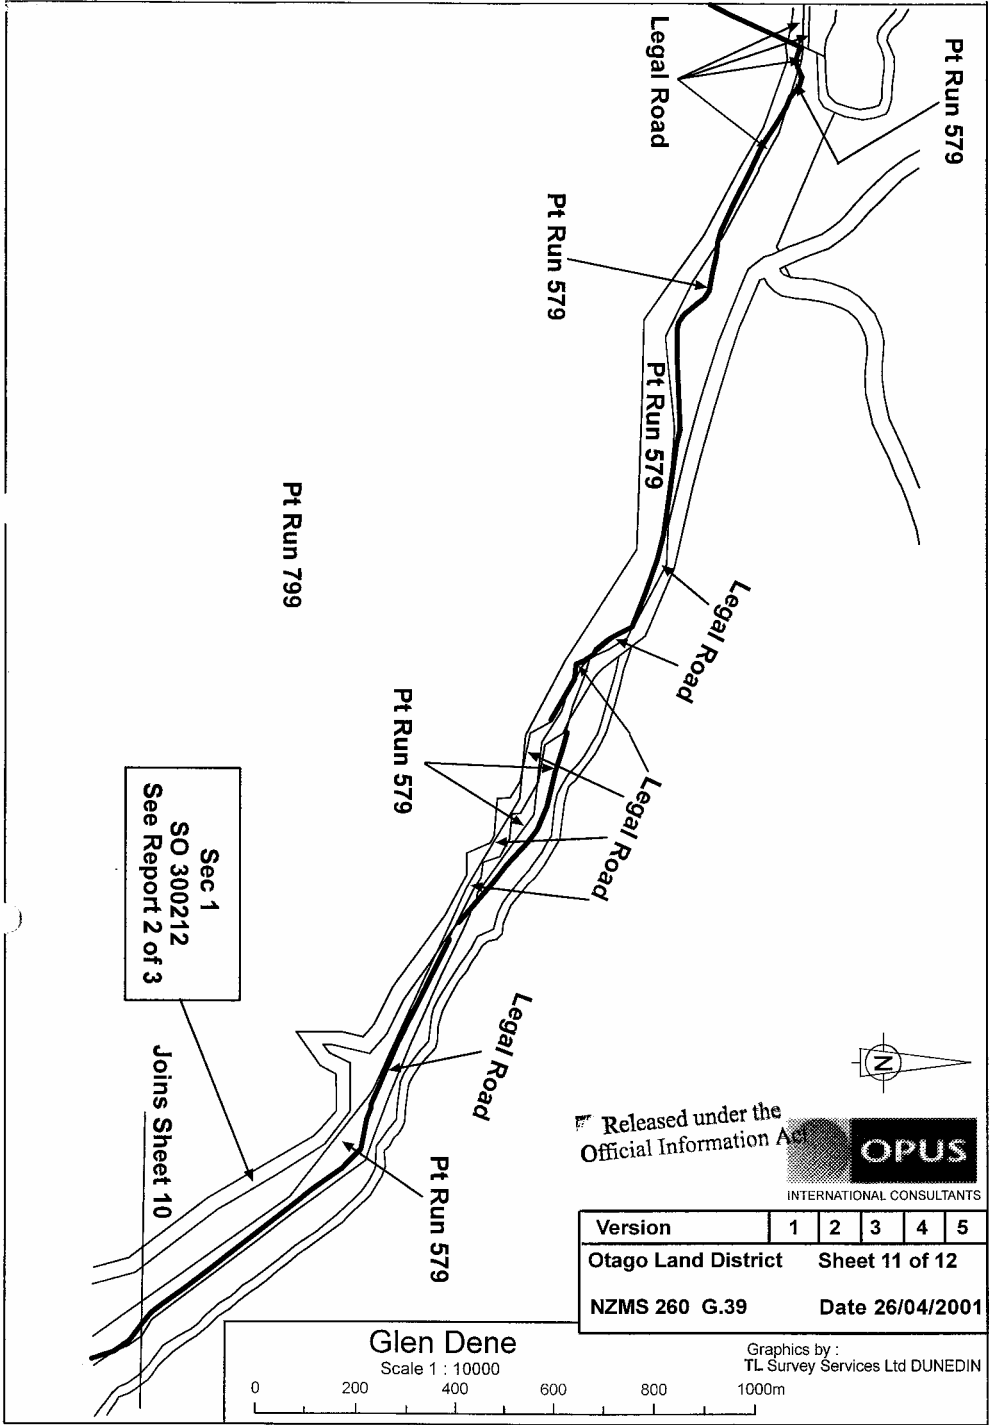 Legal Road
Pt Run 579
Pt Run 579
Pt Run 579
Pt Run 799
Legal Road
Pt Run 579
Legal Road
Sec 1
SO 300212
See Report 2 of 3
Legal Road
Joins Sheet 10
Pt Run 579
N
Released under the
Official Information Act
OPUS
INTERNATIONAL CONSULTANTS
Version 1 2 3 4 5
Otago Land District Sheet 11 of 12
NZMS 260 G.39 Date 26/04/2001
Glen Dene
Scale 1 : 10000
0 200 400 600 800 1000m
Graphics by :
TL Survey Services Ltd DUNEDIN